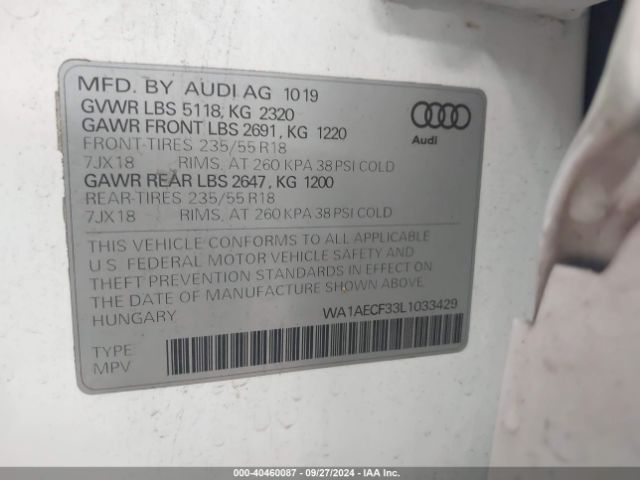 MFD. BY AUDI AG 1019
GVWR LBS 5118, KG 2320
GAWR FRONT LBS 2691, KG 1220
FRONT-TIRES 235/55 R18
7JX18 RIMS, AT 260 KPA 38 PSI COLD
GAWR REAR LBS 2647, KG 1200
REAR-TIRES 235/55 R18
7JX18 RIMS, AT 260 KPA 38 PSI COLD
Audi
THIS VEHICLE CONFORMS TO ALL APPLICABLE
U.S. FEDERAL MOTOR VEHICLE SAFETY AND
THEFT PREVENTION STANDARDS IN EFFECT ON
THE DATE OF MANUFACTURE SHOWN ABOVE
HUNGARY
WA1AECF33L1033429
TYPE
MPV
000-40460087 - 09/27/2024 - IAA Inc.